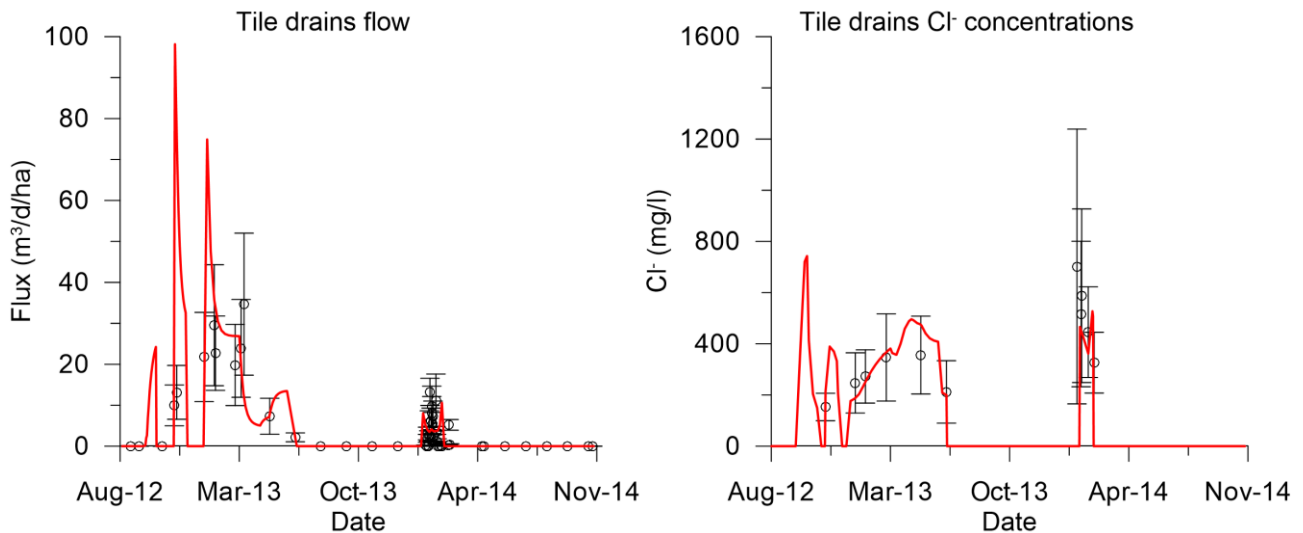 Tile drains flow
100
80
60
40
20
0
Flux (m³/d/ha)
Aug-12 Mar-13 Oct-13 Apr-14 Nov-14
Date
Tile drains Cl⁻ concentrations
1600
1200
800
400
0
Cl⁻ (mg/l)
Aug-12 Mar-13 Oct-13 Apr-14 Nov-14
Date